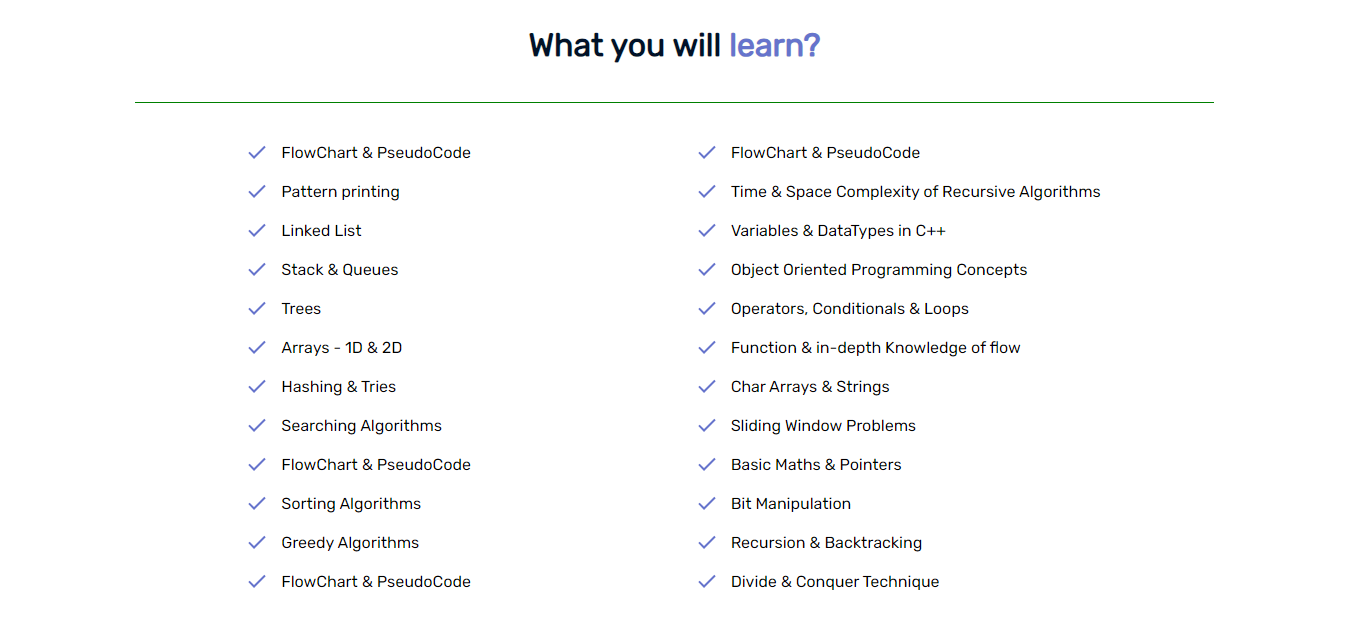 What you will learn?
FlowChart & PseudoCode
Pattern printing
Linked List
Stack & Queues
Trees
Arrays - 1D & 2D
Hashing & Tries
Searching Algorithms
FlowChart & PseudoCode
Sorting Algorithms
Greedy Algorithms
FlowChart & PseudoCode
FlowChart & PseudoCode
Time & Space Complexity of Recursive Algorithms
Variables & DataTypes in C++
Object Oriented Programming Concepts
Operators, Conditionals & Loops
Function & in-depth Knowledge of flow
Char Arrays & Strings
Sliding Window Problems
Basic Maths & Pointers
Bit Manipulation
Recursion & Backtracking
Divide & Conquer Technique